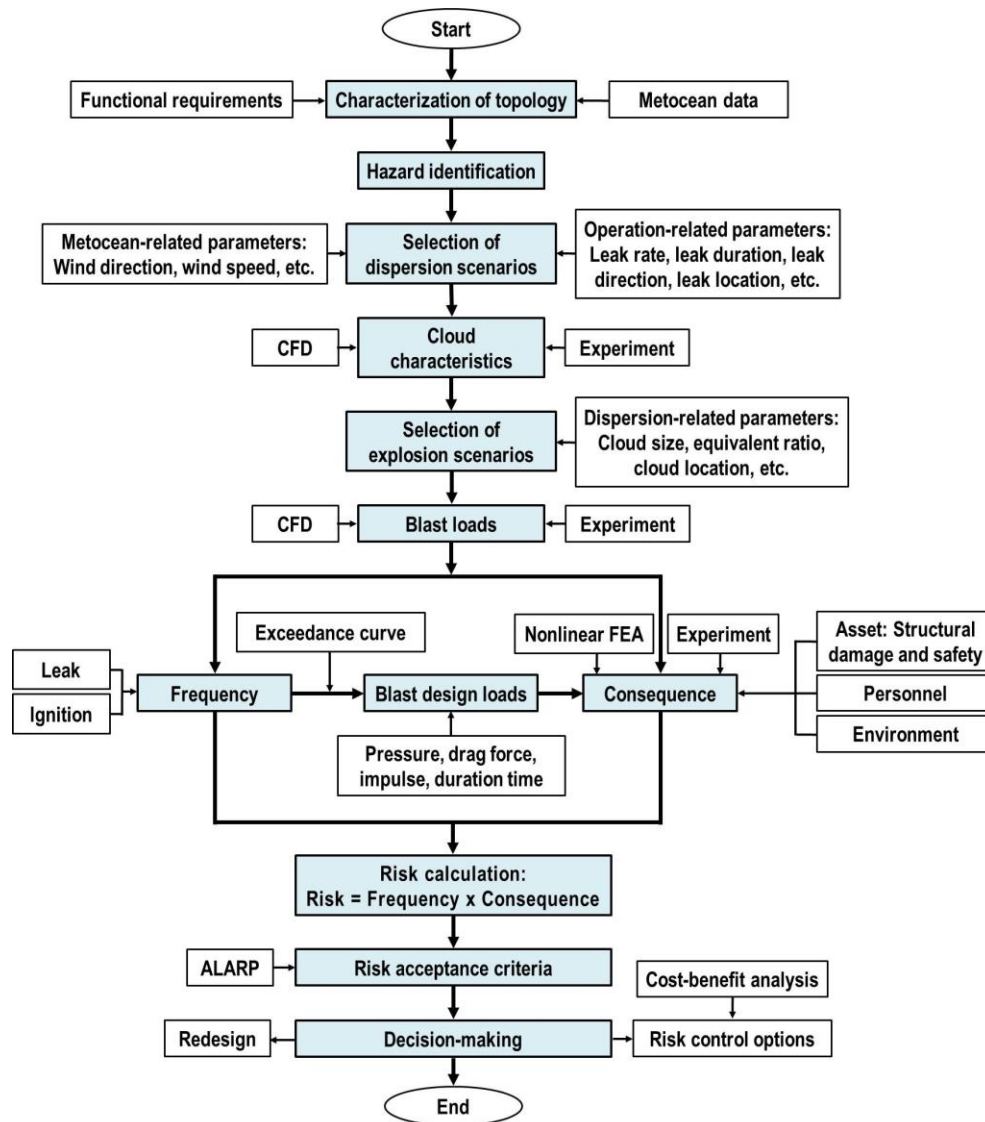 Start
Functional requirements
Characterization of topology
Metocean data
Hazard identification
Metocean-related parameters:
Wind direction, wind speed, etc.
Selection of
dispersion scenarios
Operation-related parameters:
Leak rate, leak duration, leak
direction, leak location, etc.
CFD
Cloud
characteristics
Experiment
Selection of
explosion scenarios
Dispersion-related parameters:
Cloud size, equivalent ratio,
cloud location, etc.
CFD
Blast loads
Experiment
Exceedance curve
Nonlinear FEA
Experiment
Asset: Structural
damage and safety
Leak
Ignition
Frequency
Blast design loads
Consequence
Personnel
Environment
Pressure, drag force,
impulse, duration time
Risk calculation:
Risk = Frequency x Consequence
ALARP
Risk acceptance criteria
Cost-benefit analysis
Redesign
Decision-making
Risk control options
End